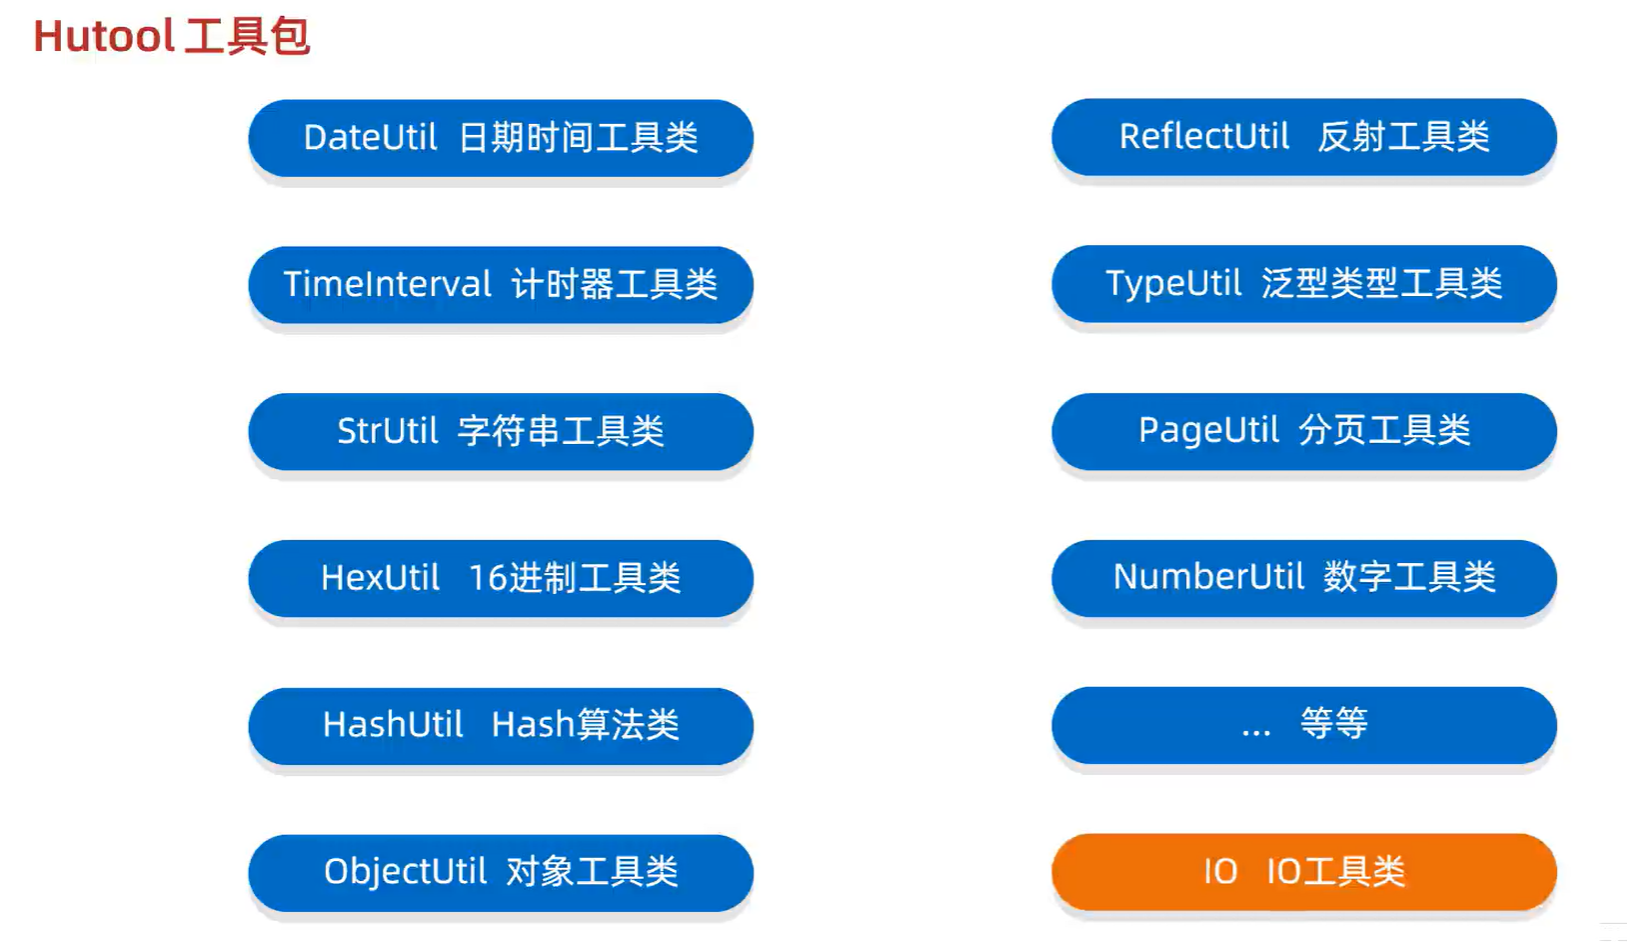 Hutool 工具包
DateUtil 日期时间工具类
TimeInterval 计时器工具类
StrUtil 字符串工具类
HexUtil 16进制工具类
HashUtil Hash算法类
ObjectUtil 对象工具类
ReflectUtil 反射工具类
TypeUtil 泛型类型工具类
PageUtil 分页工具类
NumberUtil 数字工具类
... 等等
IO IO工具类